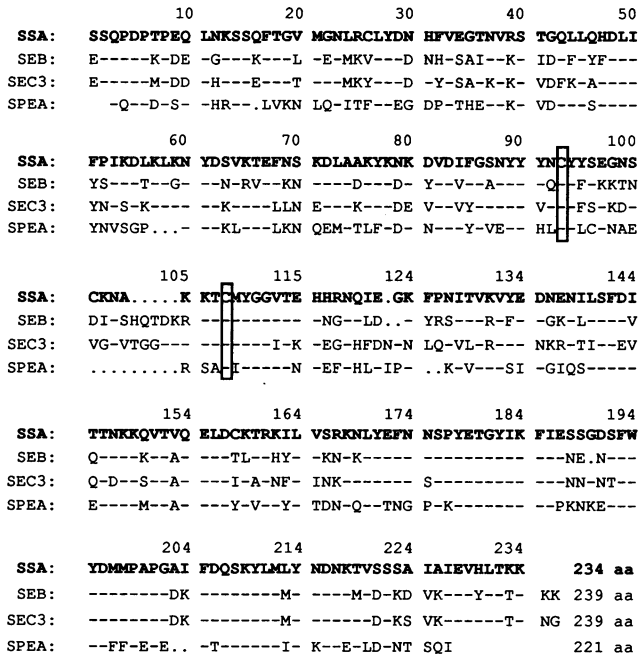 10 20 30 40 50
SSA: SSQPDPTPEQ LNKSSQFTGV MGNLRCLYDN HFVEGTNVRS TGQLLQHDLI
SEB: E-----K-DE -G---K--L -E-MKV--D NH-SAI--K- ID-F-YF---
SEC3: E-----M-DD -H---E--T ---MKY---D -Y-SA-K-K- VDFK-A----
SPEA: -Q--D-S- -HR--.LVKN LQ-ITF--EG DP-THE--K- VD---S----
60 70 80 90 100
SSA: FPIKDLKLKN YDSVKTEFNS KDLAAKYKNK DVDIFGSNYY YNCYYSEGNS
SEB: YS---T--G- --N-RV--KN -----D---D- Y--V--A--- --Q--F-KKTN
SEC3: YN-S-K---- --K----LLN E---K---DE V--VY----- V----FS-KD-
SPEA: YNVSGP...- ---KL--LKN QEM-TLF-D- N---Y-VE-- HL--LC-NAE
105 115 124 134 144
SSA: CKNA.....K KTCMYGGVTE HHRNQIE.GK FPNITVKVYE DNENILSFDI
SEB: DI-SHQTDKR ---------- --NG--LD.. -YRS---R-F- -GK-L----V
SEC3: VG-VTGG--- -------I-K -EG-HFDN-N LQ-VL-R--- NKR-TI--EV
SPEA: .........R SA-I-----N -EF-HL-IP- ..K-V---SI -GIQS-----
154 164 174 184 194
SSA: TTNKKQVTVQ ELDCKTRKIL VSRKNLYEFN NSPYETGYIK FIESSGDSFW
SEB: Q----K--A- ---TL--HY- -KN-K----- ---------- ---NE.N---
SEC3: Q-D--S--A- ---I-A-NF- INK------- S--------- ---NN-NT--
SPEA: E----M--A- ---Y-V--Y- TDN-Q--TNG P-K------- --PKNKE---
204 214 224 234
SSA: YDMMPAPGAI FDQSKYLMLY NDNKTVSSSA IAIEVHLTKK 234 aa
SEB: --------DK -------M-- ----M-D-KD VK---Y--T- KK 239 aa
SEC3: --------DK -------M-- ------D-KS VK------T- NG 239 aa
SPEA: --FF-E-E.. -T-----I- K--E-LD-NT SQI 221 aa